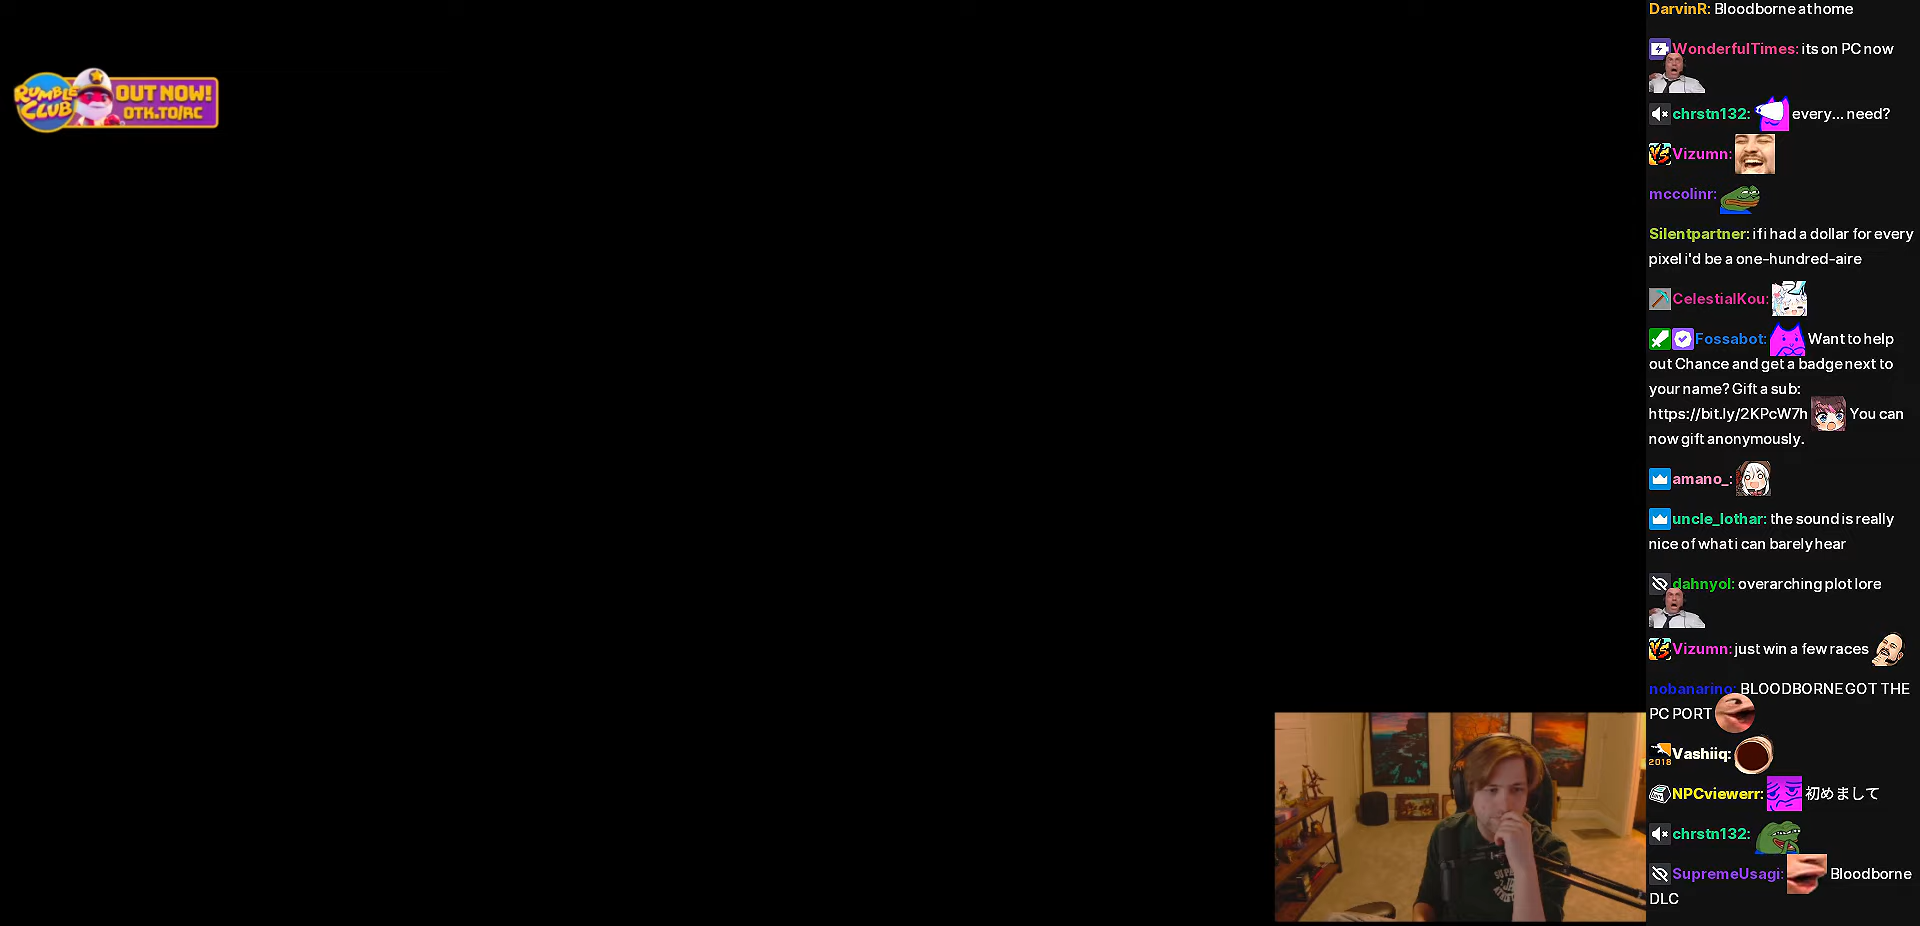 RUMBLE
CLUB
OUT NOW!
OTK.TO/RC
DarvinR: Bloodborne at home
WonderfulTimes: its on PC now
chrstn132: every... need?
Vizumn:
mccolinr:
Silentpartner: if i had a dollar for every
pixel i'd be a one-hundred-aire
CelestialKou:
Fossabot: Want to help
out Chance and get a badge next to
your name? Gift a sub:
https://bit.ly/2KPcW7h You can
now gift anonymously.
amano_:
uncle_lothar: the sound is really
nice of what i can barely hear
dahnyol: overarching plot lore
Vizumn: just win a few races
nobanarino: BLOODBORNE GOT THE
PC PORT
2018 Vashiiq:
NPCviewerr: 初めまして
chrstn132:
SupremeUsagi: Bloodborne
DLC